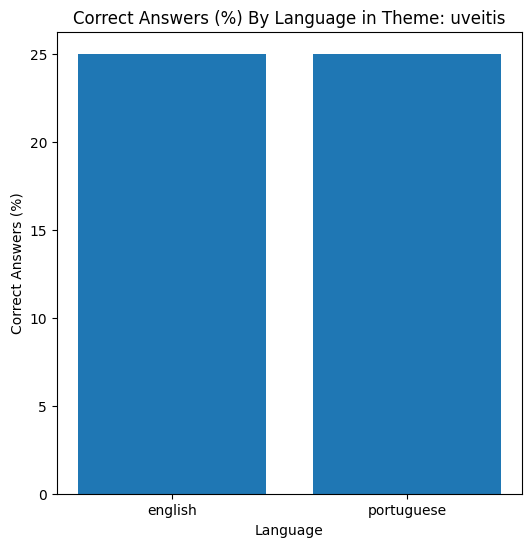 Correct Answers (%) By Language in Theme: uveitis
Correct Answers (%)
25
20
15
10
5
0
english
portuguese
Language